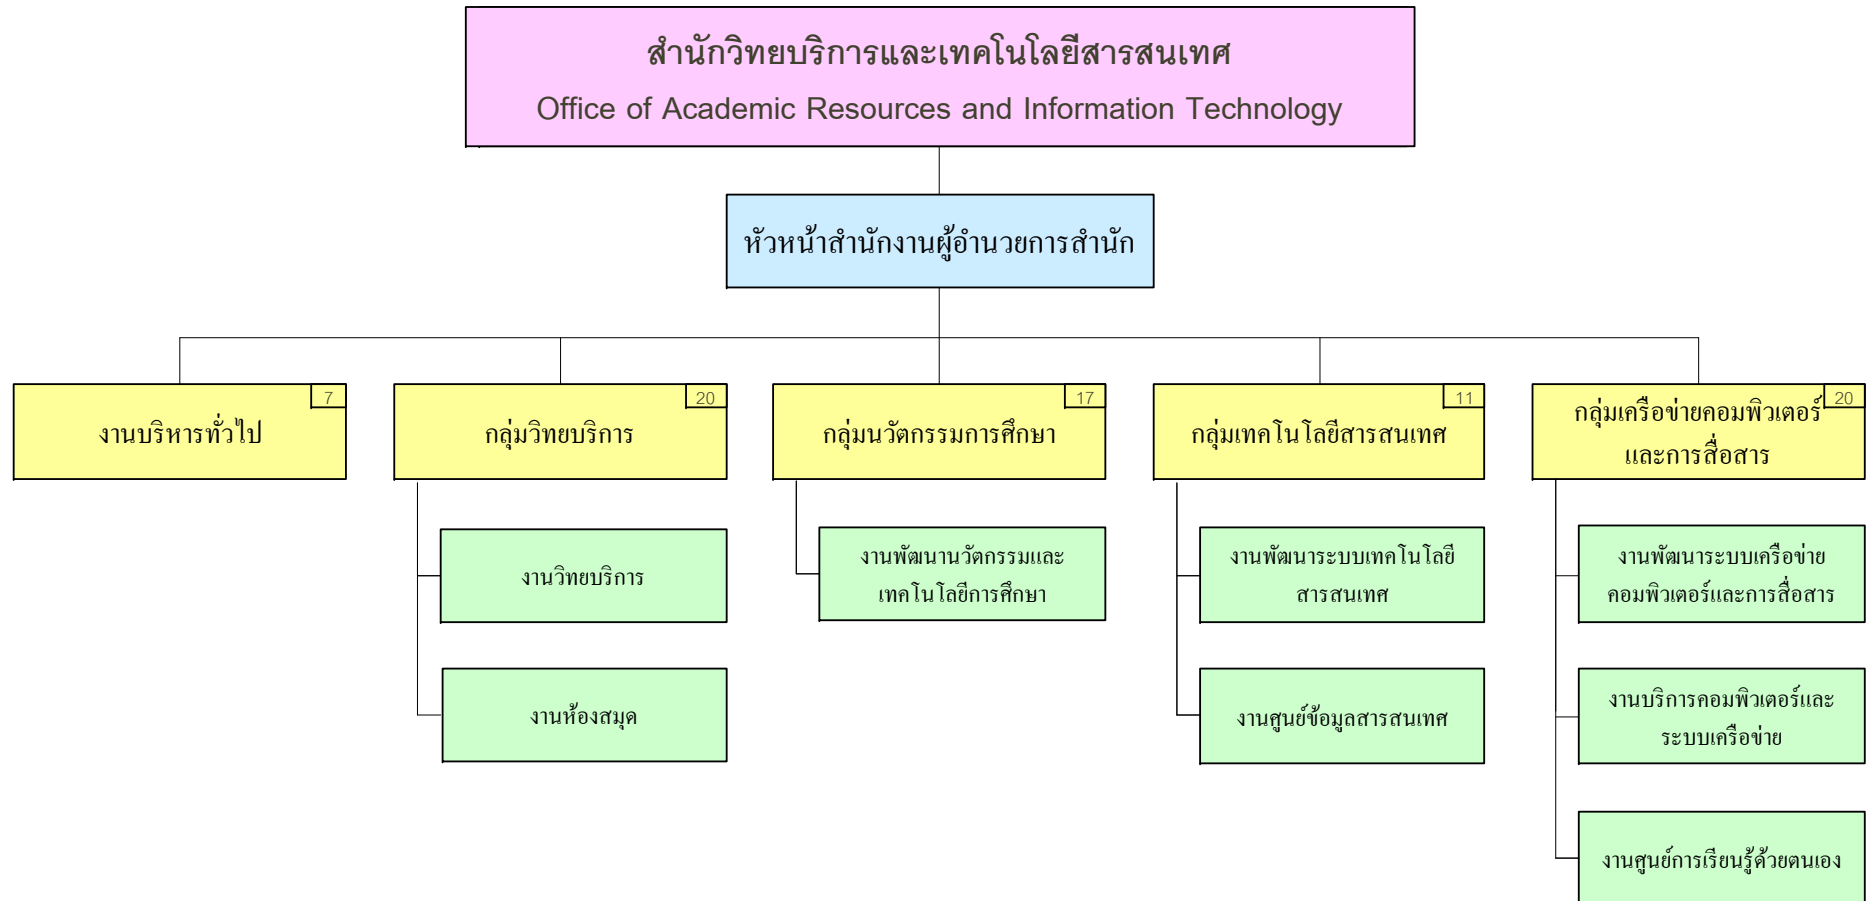 สำนักวิทยบริการและเทคโนโลยีสารสนเทศ
Office of Academic Resources and Information Technology
หัวหน้าสำนักงานผู้อำนวยการสำนัก
7
งานบริหารทั่วไป
20
กลุ่มวิทยบริการ
17
กลุ่มนวัตกรรมการศึกษา
11
กลุ่มเทคโนโลยีสารสนเทศ
20
กลุ่มเครือข่ายคอมพิวเตอร์
และการสื่อสาร
งานวิทยบริการ
งานห้องสมุด
งานพัฒนานวัตกรรมและ
เทคโนโลยีการศึกษา
งานพัฒนาระบบเทคโนโลยี
สารสนเทศ
งานศูนย์ข้อมูลสารสนเทศ
งานพัฒนาระบบเครือข่าย
คอมพิวเตอร์และการสื่อสาร
งานบริการคอมพิวเตอร์และ
ระบบเครือข่าย
งานศูนย์การเรียนรู้ด้วยตนเอง